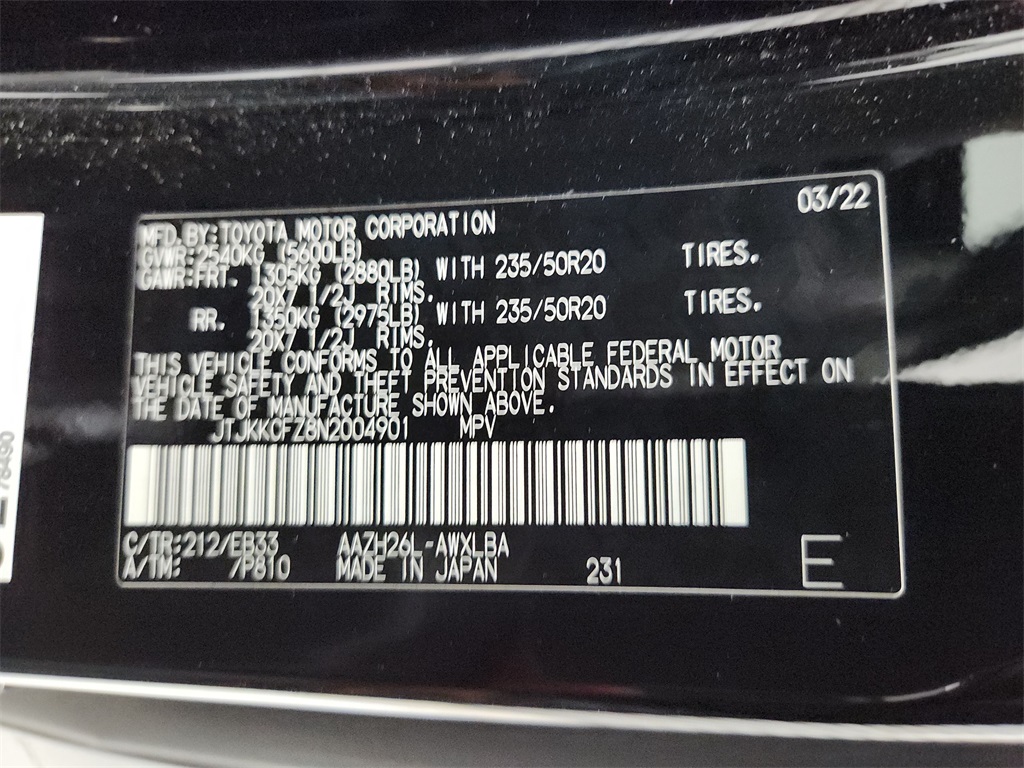 03/22
MFD.BY:TOYOTA MOTOR CORPORATION
GVWR:2540KG (5600LB)
GAWR:FRT. 1305KG (2880LB) WITH 235/50R20 TIRES.
20X7 1/2J RIMS.
RR. 1350KG (2975LB) WITH 235/50R20 TIRES.
20X7 1/2J RIMS.
THIS VEHICLE CONFORMS TO ALL APPLICABLE FEDERAL MOTOR
VEHICLE SAFETY AND THEFT PREVENTION STANDARDS IN EFFECT ON
THE DATE OF MANUFACTURE SHOWN ABOVE.
JTJKKCFZ8N2004901 MPV
C/TR:212/EB33 AAZH26L-AWXLBA
A/TM: /P810 MADE IN JAPAN 231
E
78490